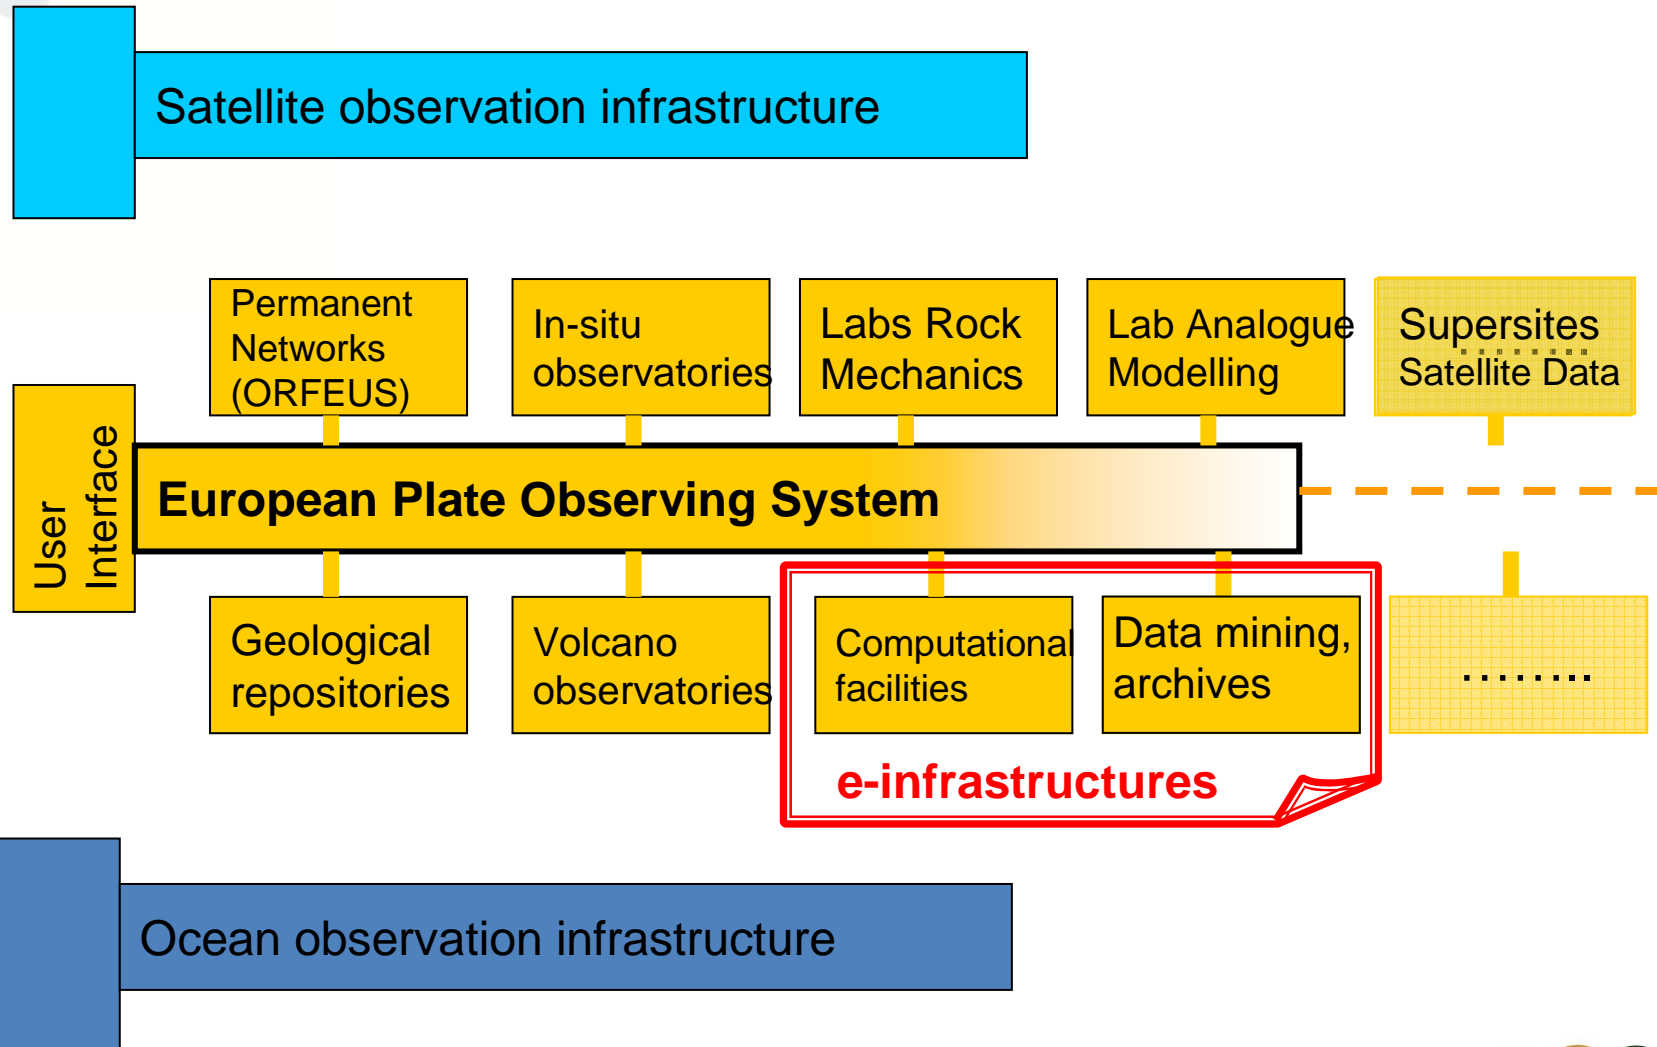 Satellite observation infrastructure
Permanent
Networks
(ORFEUS)
In-situ
observatories
Labs Rock
Mechanics
Lab Analogue
Modelling
Supersites
........
Satellite Data
User
Interface
European Plate Observing System
Geological
repositories
Volcano
observatories
Computational
facilities
Data mining,
archives
........
e-infrastructures
Ocean observation infrastructure